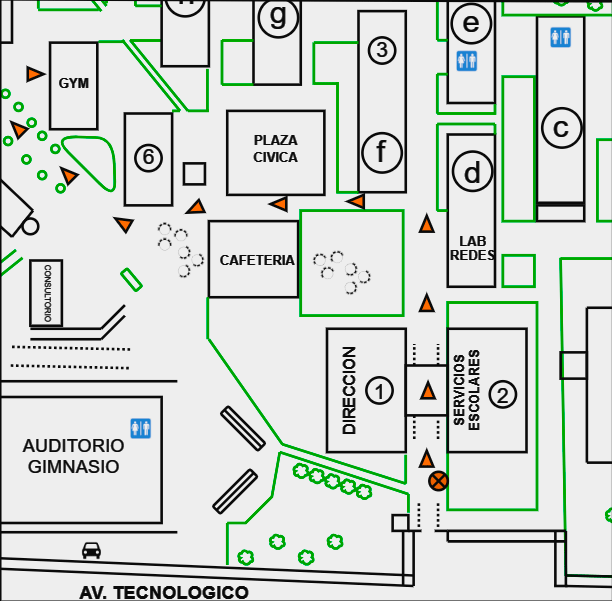 g
e
3
GYM
c
6
PLAZA
CIVICA
f
d
LAB
REDES
CAFETERIA
CONSULTORIO
DIRECCION
1
SERVICIOS
ESCOLARES
2
AUDITORIO
GIMNASIO
AV. TECNOLOGICO